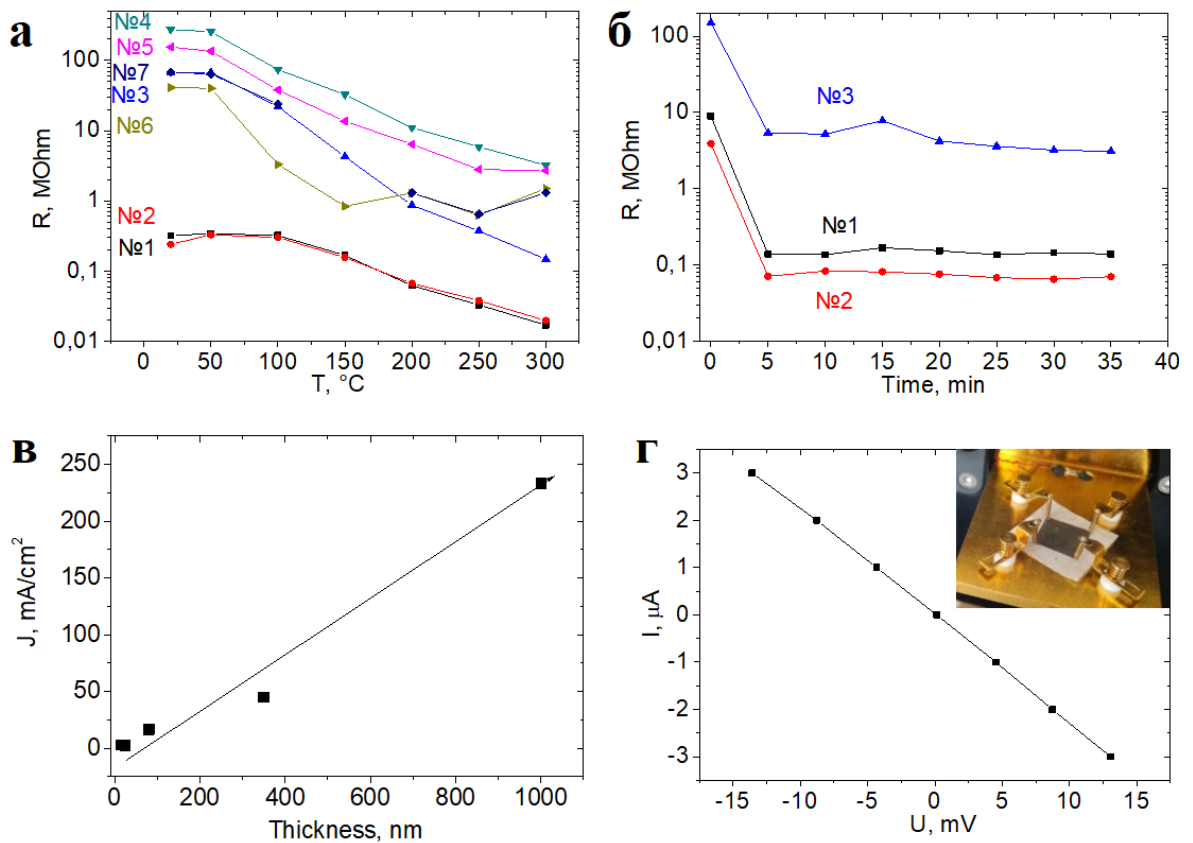 а
№4
№5
№7
№3
№6
№2
№1
100
10
1
0,1
0,01
R, MOhm
0 50 100 150 200 250 300
T, °C
б
№3
№1
№2
100
10
1
0,1
0,01
R, MOhm
0 5 10 15 20 25 30 35 40
Time, min
в
250
200
150
100
50
0
J, mA/cm²
0 200 400 600 800 1000
Thickness, nm
г
3
2
1
0
-1
-2
-3
I, µA
-15 -10 -5 0 5 10 15
U, mV